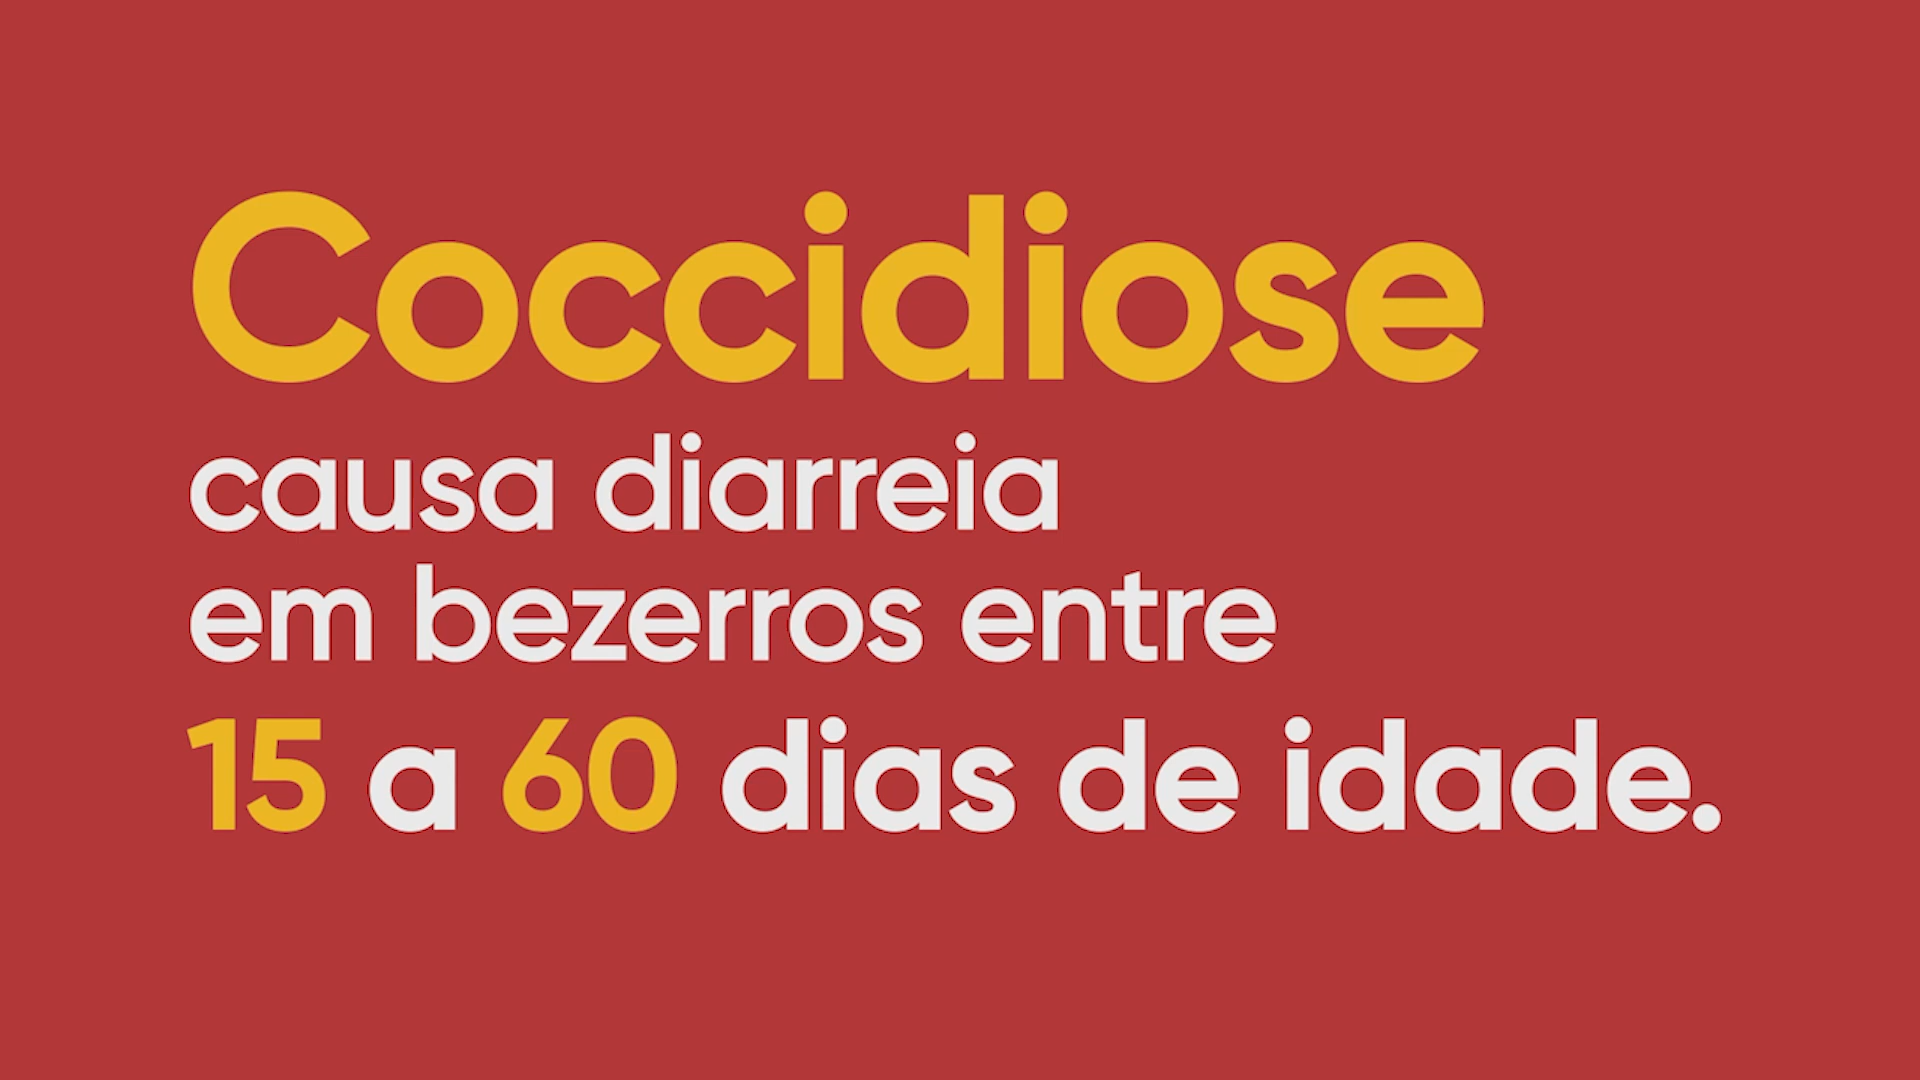 Coccidiose
causa diarreia
em bezerros entre
15 a 60 dias de idade.